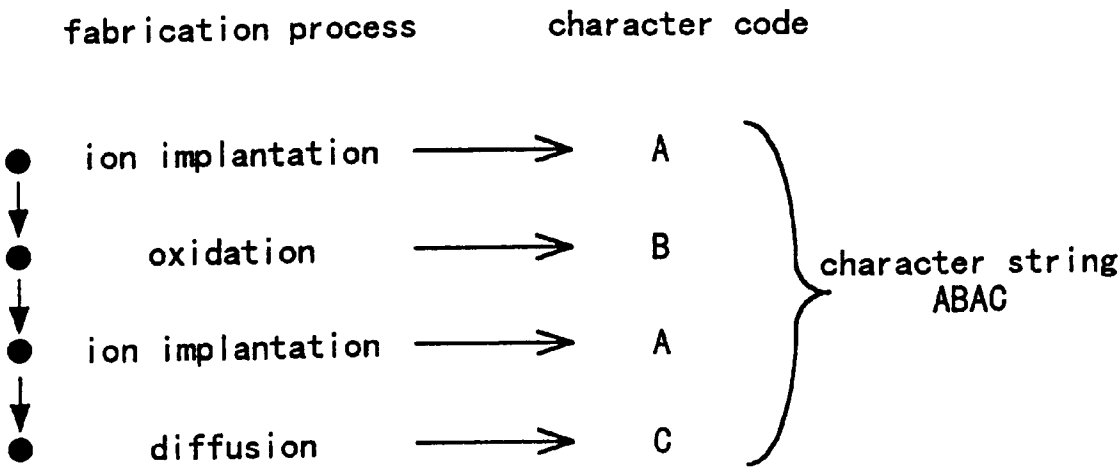 fabrication process character code
ion implantation A
oxidation B
character string
ABAC
ion implantation A
diffusion C